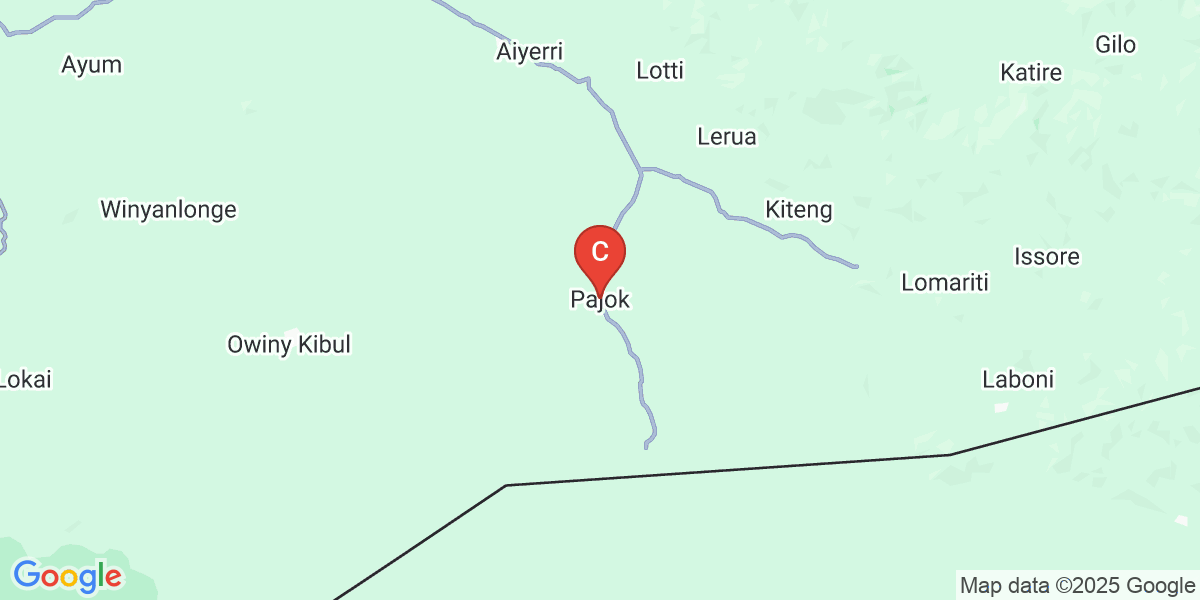 Gilo
Aiyerri
Ayum
Lotti
Katire
Lerua
Winyanlonge
Kiteng
C
Issore
Lomariti
Pajok
Owiny Kibul
Lokai
Laboni
Google
Map data ©2025 Google